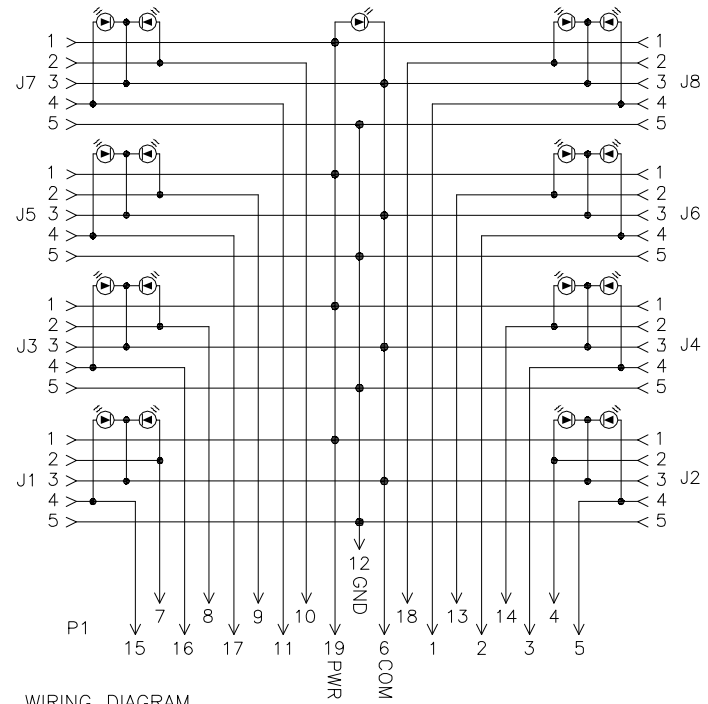 1 1
2 2
J7 3 3 J8
4 4
5 5
1 1
2 2
J5 3 3 J6
4 4
5 5
1 1
2 2
J3 3 3 J4
4 4
5 5
1 1
2 2
J1 3 3 J2
4 4
5 5
12 GND
7 8 9 10 18 13 14 4
P1
15 16 17 11 19 PWR 6 COM 1 2 3 5
WIRING DIAGRAM